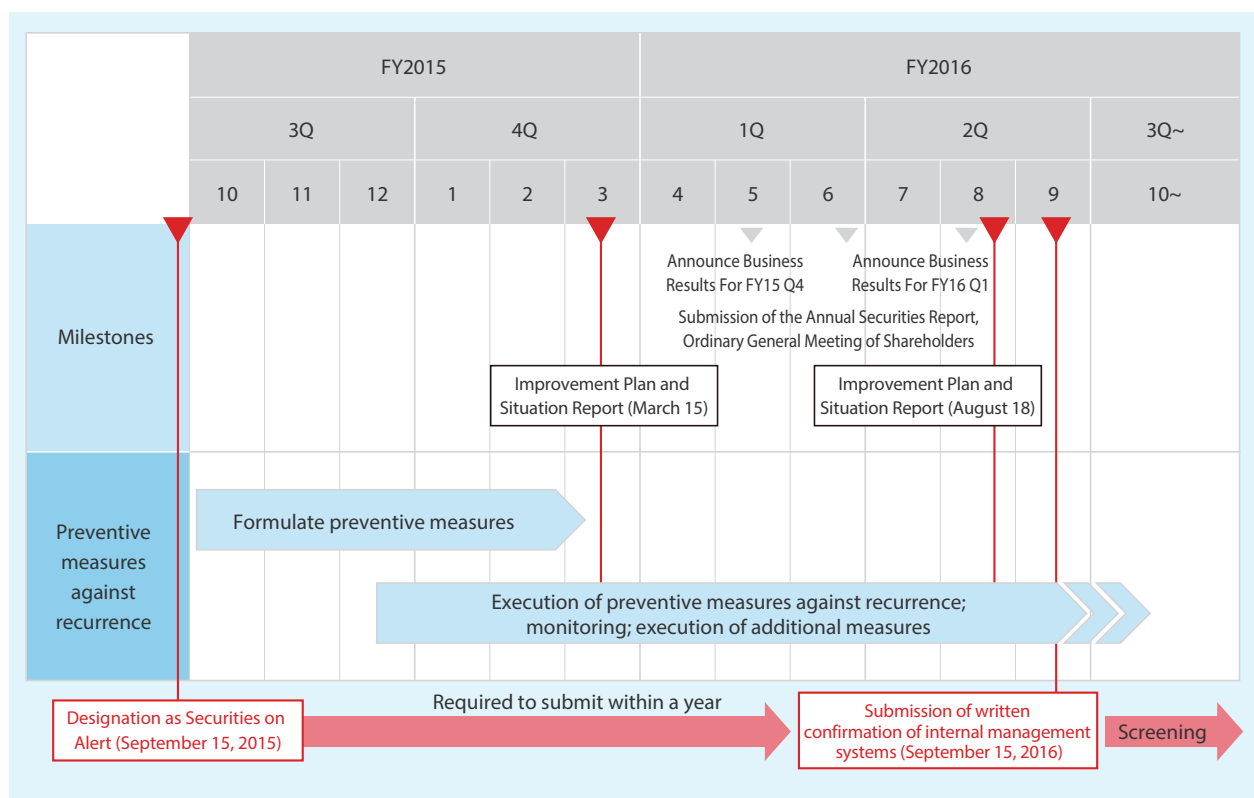 FY2015
FY2016
3Q
4Q
1Q
2Q
3Q~
10
11
12
1
2
3
4
5
6
7
8
9
10~
Milestones
Announce Business
Results For FY15 Q4
Announce Business
Results For FY16 Q1
Submission of the Annual Securities Report,
Ordinary General Meeting of Shareholders
Improvement Plan and
Situation Report (March 15)
Improvement Plan and
Situation Report (August 18)
Preventive
measures
against
recurrence
Formulate preventive measures
Execution of preventive measures against recurrence;
monitoring; execution of additional measures
Designation as Securities on
Alert (September 15, 2015)
Required to submit within a year
Submission of written
confirmation of internal management
systems (September 15, 2016)
Screening